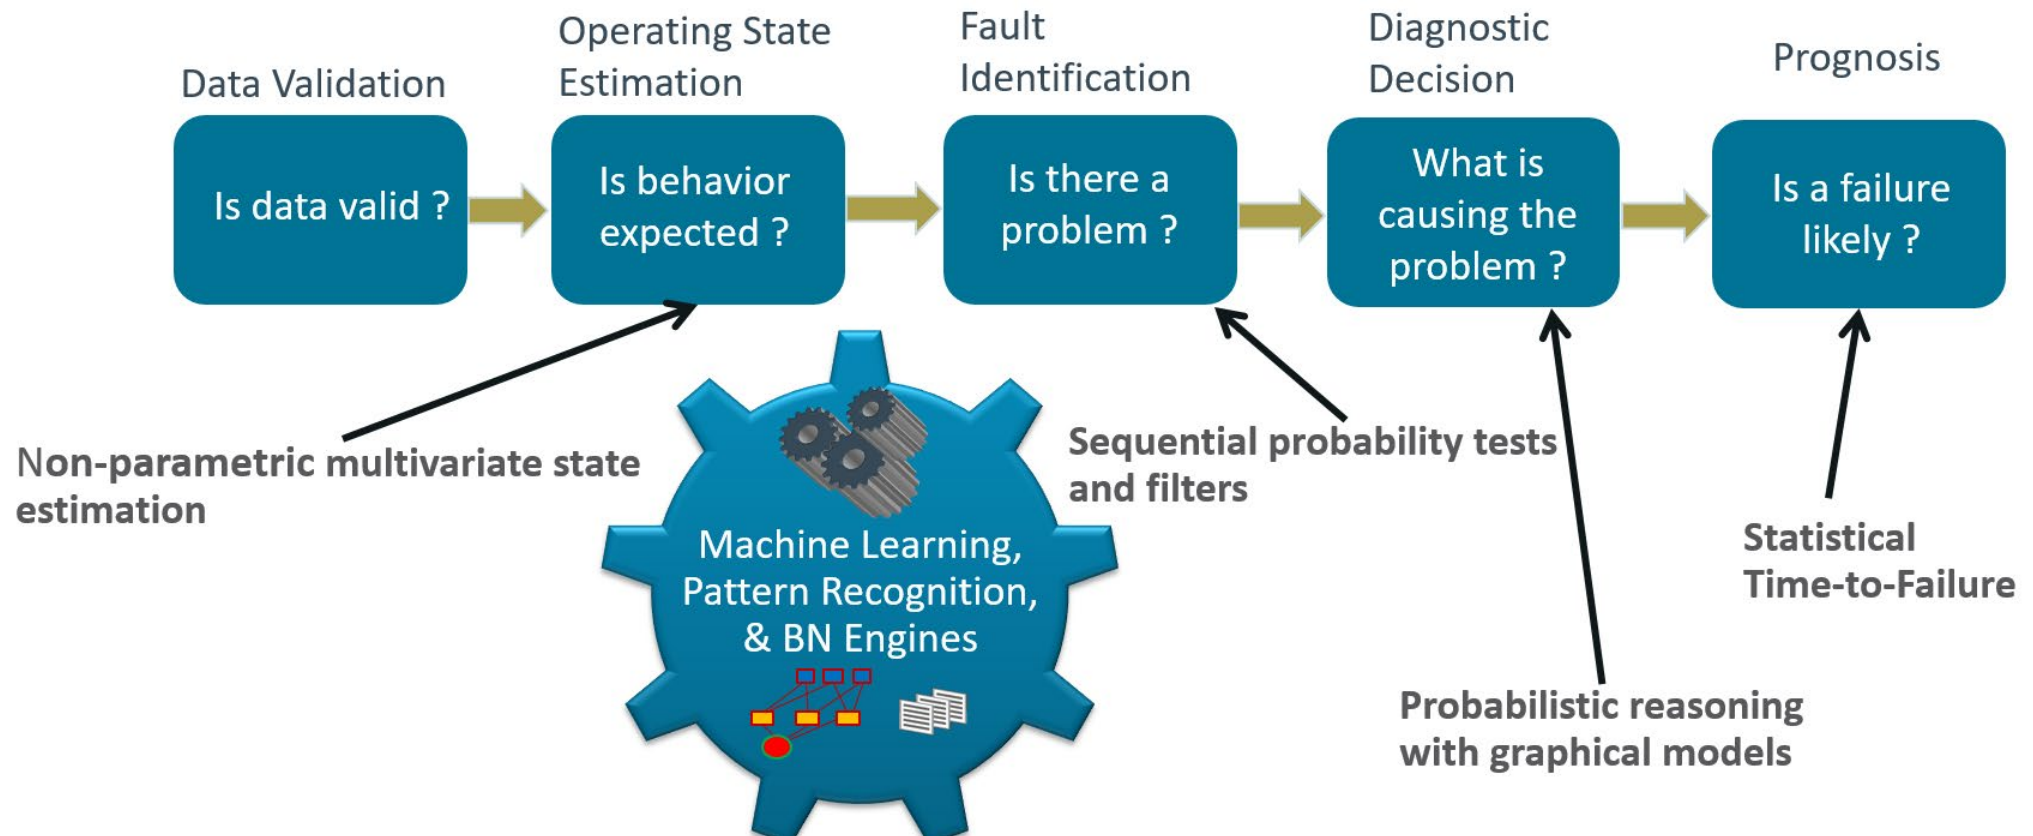 Data Validation
Operating State
Estimation
Fault
Identification
Diagnostic
Decision
Prognosis
Is data valid ?
Is behavior
expected ?
Is there a
problem ?
What is
causing the
problem ?
Is a failure
likely ?
Non-parametric multivariate state
estimation
Machine Learning,
Pattern Recognition,
& BN Engines
Sequential probability tests
and filters
Probabilistic reasoning
with graphical models
Statistical
Time-to-Failure